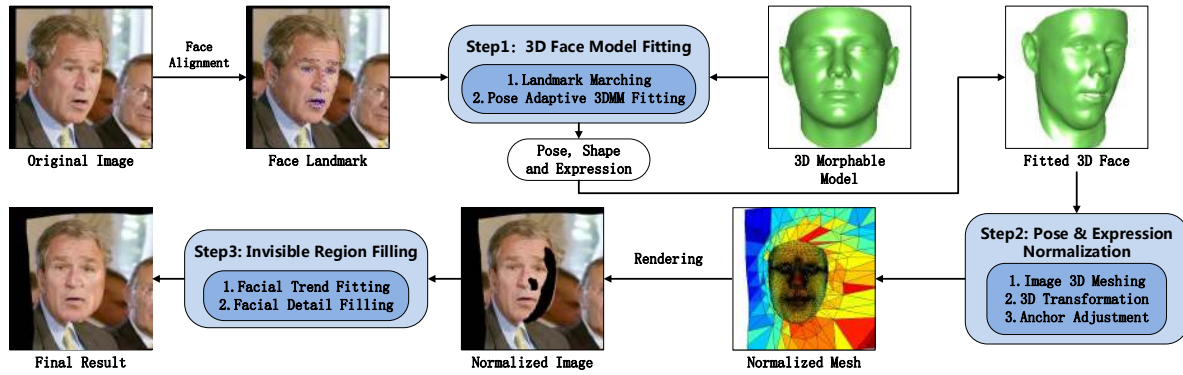 Face
Alignment
Step1: 3D Face Model Fitting
1. Landmark Marching
2. Pose Adaptive 3DMM Fitting
Original Image
Face Landmark
Pose, Shape
and Expression
3D Morphable
Model
Fitted 3D Face
Step2: Pose & Expression
Normalization
1. Image 3D Meshing
2. 3D Transformation
3. Anchor Adjustment
Rendering
Step3: Invisible Region Filling
1. Facial Trend Fitting
2. Facial Detail Filling
Final Result
Normalized Image
Normalized Mesh